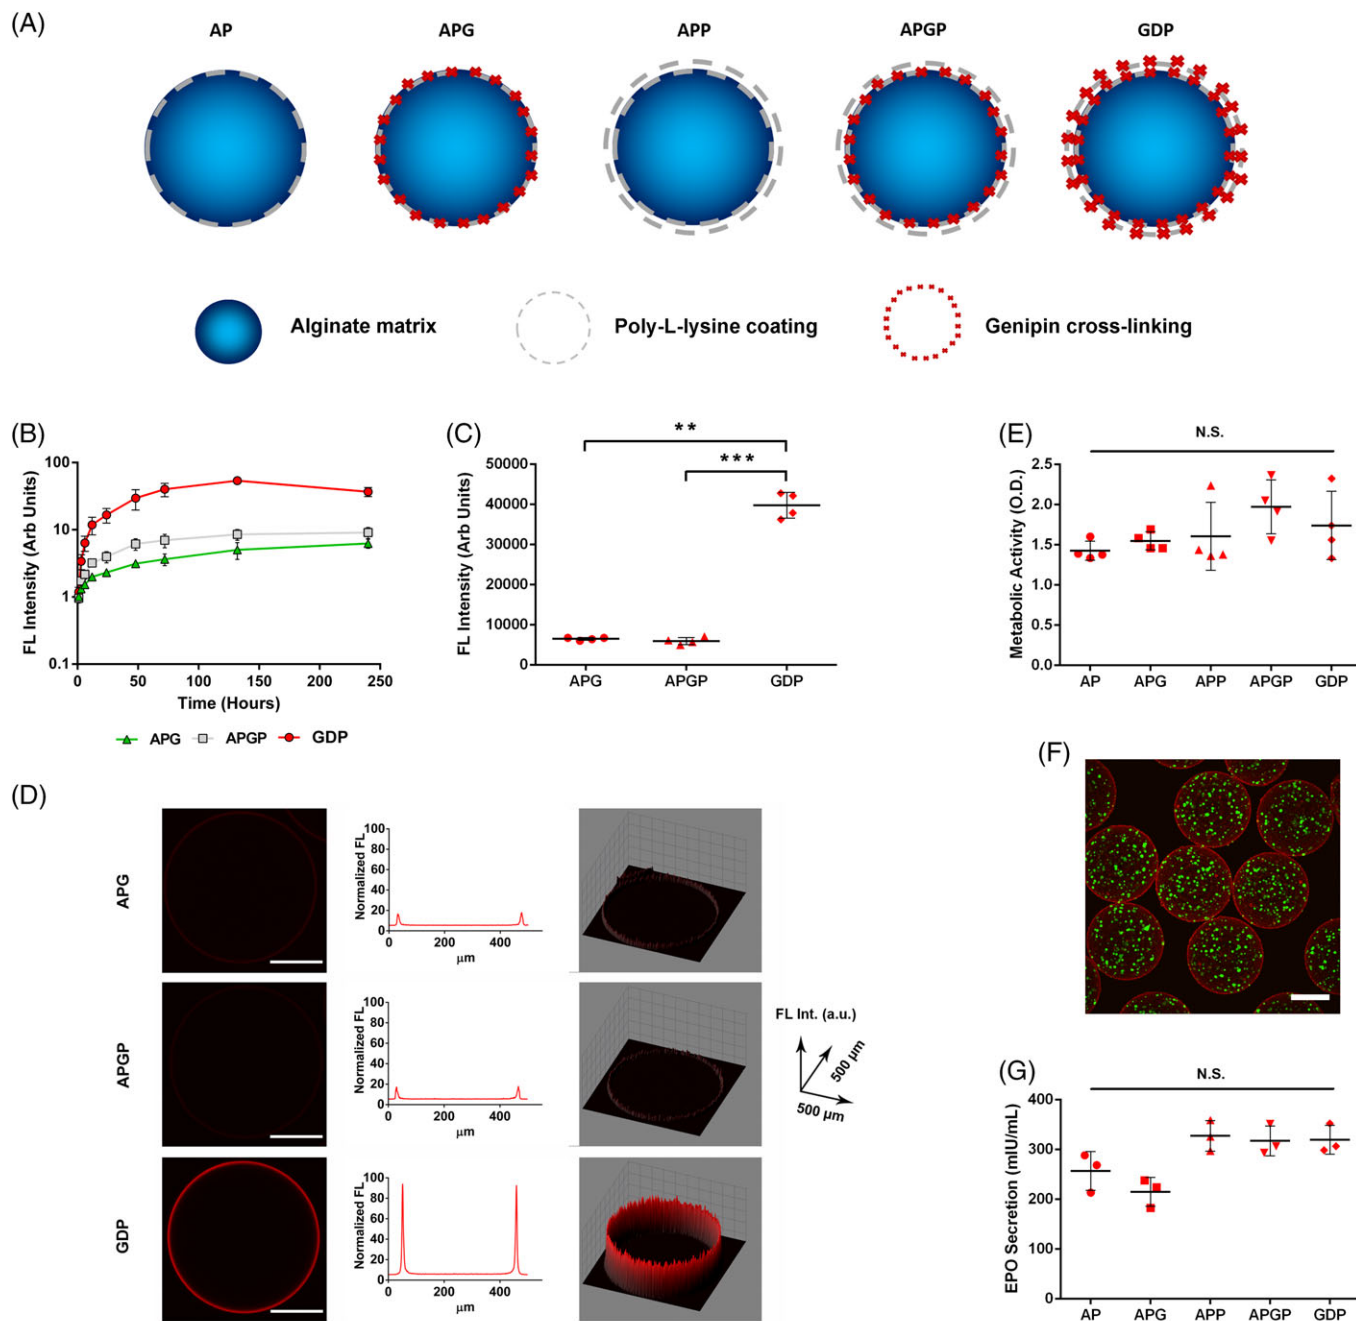 (A)
AP APG APP APGP GDP
Alginate matrix Poly-L-lysine coating Genipin cross-linking
(B)
FL Intensity (Arb Units)
100
10
1
0.1
0 50 100 150 200 250
Time (Hours)
APG APGP GDP
(C)
** 
***
FL Intensity (Arb Units)
50000
40000
30000
20000
10000
0
APG APGP GDP
(E)
N.S.
Metabolic Activity (O.D.)
2.5
2.0
1.5
1.0
0.5
0.0
AP APG APP APGP GDP
(D)
APG
Normalized FL
100
80
60
40
20
0
0 200 400
µm
APGP
Normalized FL
100
80
60
40
20
0
0 200 400
µm
FL Int. (a.u.)
500 µm
500 µm
GDP
Normalized FL
100
80
60
40
20
0
0 200 400
µm
(F)
(G)
N.S.
EPO Secretion (mIU/mL)
400
300
200
100
0
AP APG APP APGP GDP